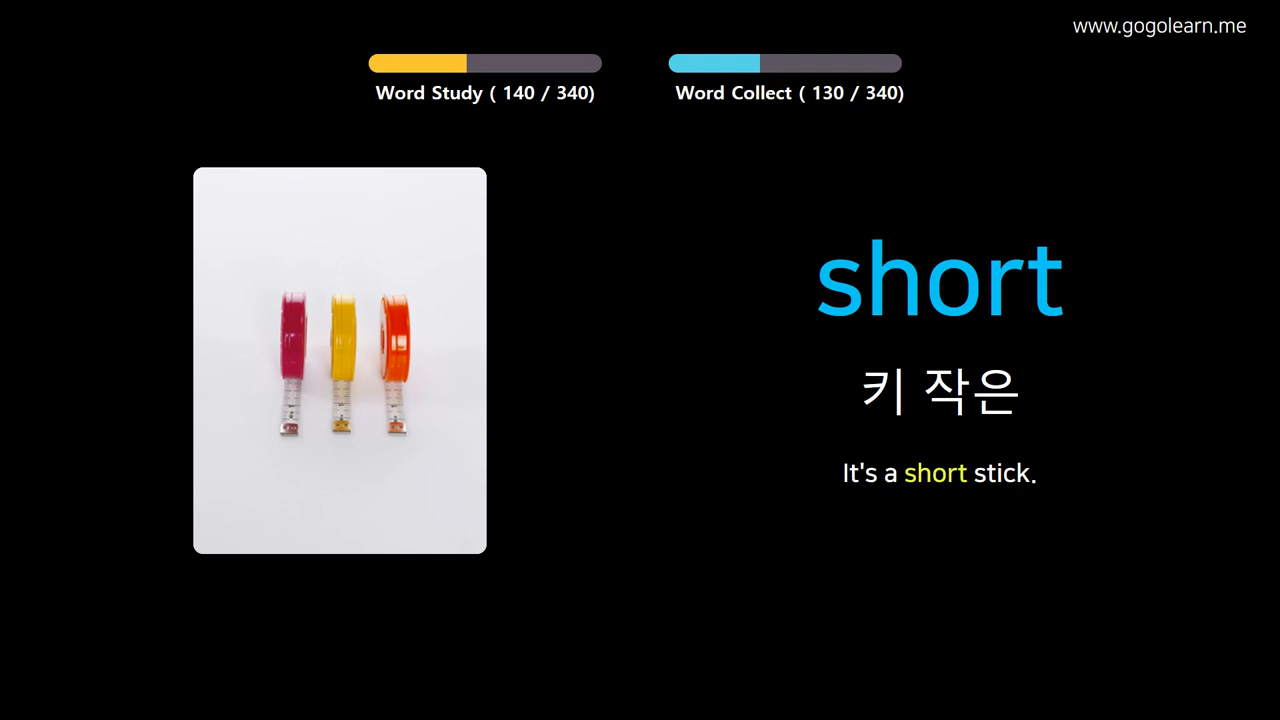 www.gogolearn.me
Word Study ( 140 / 340)
Word Collect ( 130 / 340)
short
키 작은
It's a short stick.